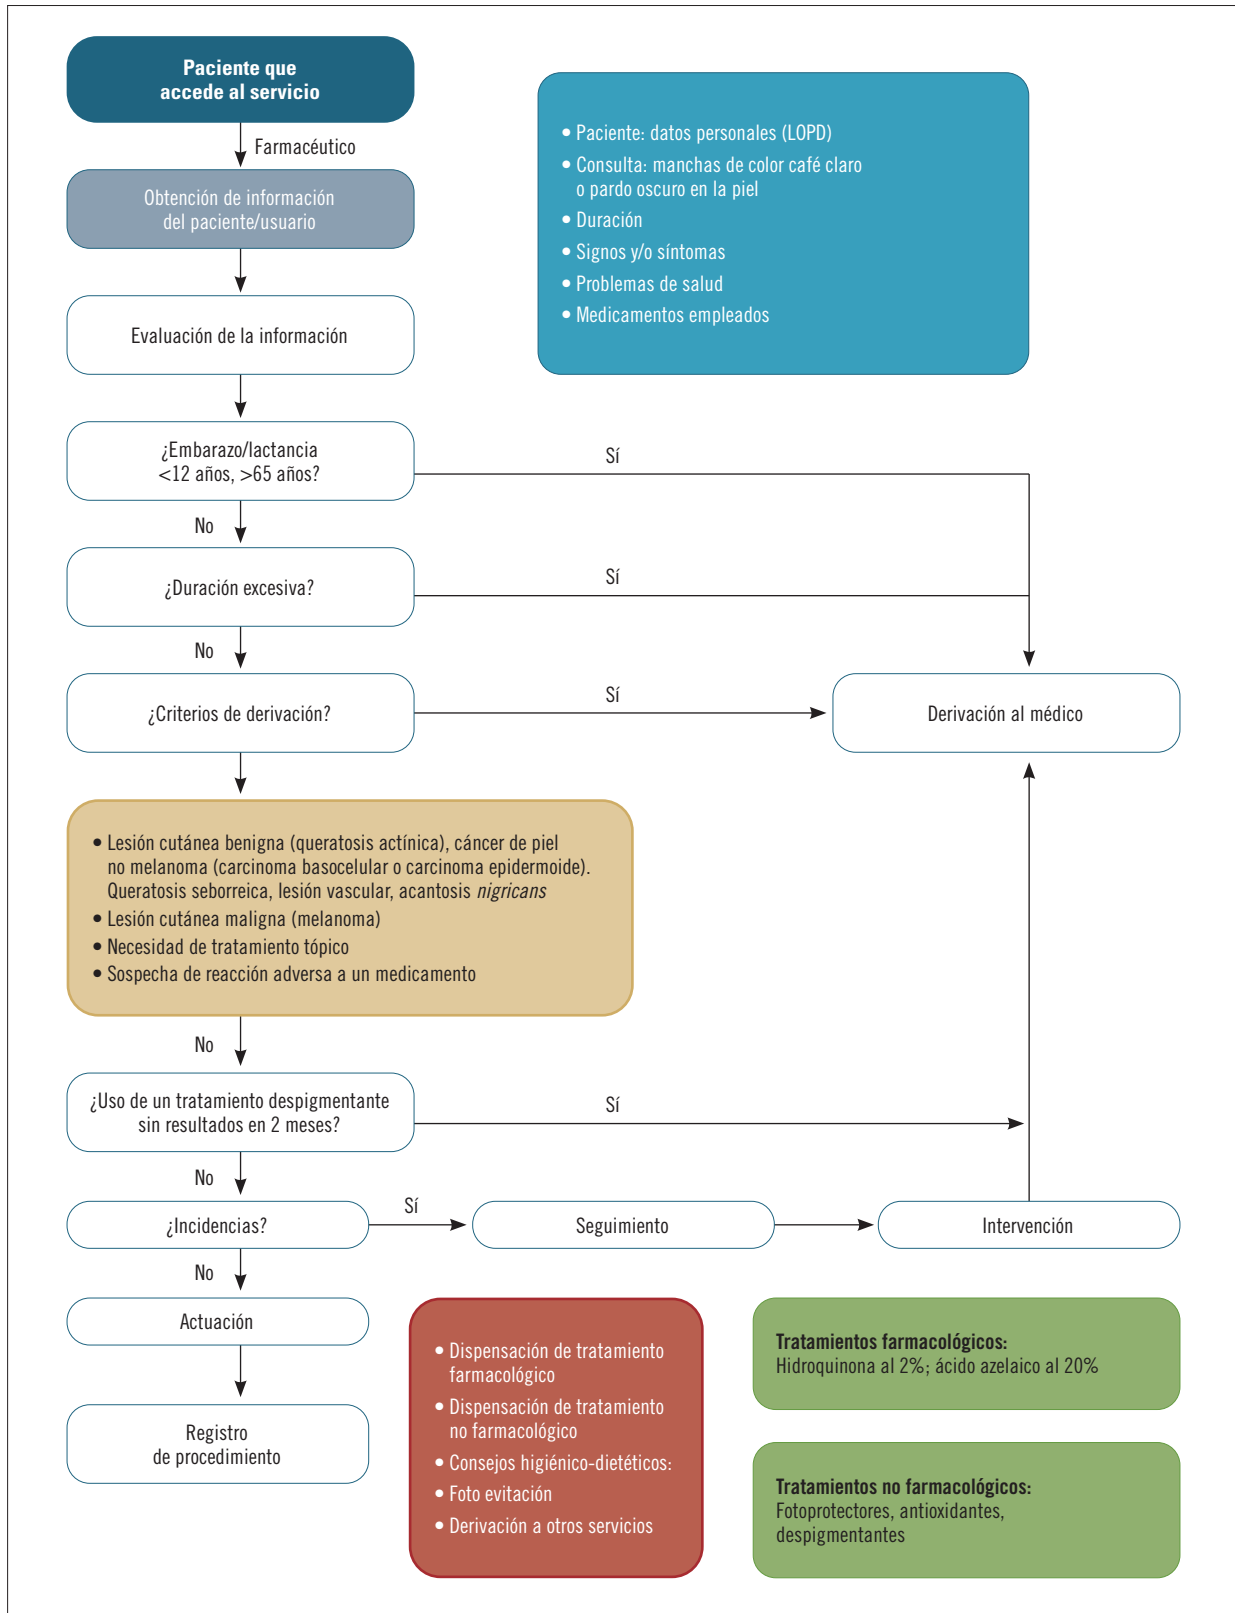 Paciente que
accede al servicio
Farmacéutico
Obtención de información
del paciente/usuario
• Paciente: datos personales (LOPD)
• Consulta: manchas de color café claro
o pardo oscuro en la piel
• Duración
• Signos y/o síntomas
• Problemas de salud
• Medicamentos empleados
Evaluación de la información
¿Embarazo/lactancia
<12 años, >65 años?
Sí
No
¿Duración excesiva?
Sí
No
¿Criterios de derivación?
Sí
Derivación al médico
• Lesión cutánea benigna (queratosis actínica), cáncer de piel
no melanoma (carcinoma basocelular o carcinoma epidermoide).
Queratosis seborreica, lesión vascular, acantosis nigricans
• Lesión cutánea maligna (melanoma)
• Necesidad de tratamiento tópico
• Sospecha de reacción adversa a un medicamento
No
¿Uso de un tratamiento despigmentante
sin resultados en 2 meses?
Sí
No
¿Incidencias?
Sí
Seguimiento
Intervención
No
Actuación
Registro
de procedimiento
• Dispensación de tratamiento
farmacológico
• Dispensación de tratamiento
no farmacológico
• Consejos higiénico-dietéticos:
• Foto evitación
• Derivación a otros servicios
Tratamientos farmacológicos:
Hidroquinona al 2%; ácido azelaico al 20%
Tratamientos no farmacológicos:
Fotoprotectores, antioxidantes,
despigmentantes